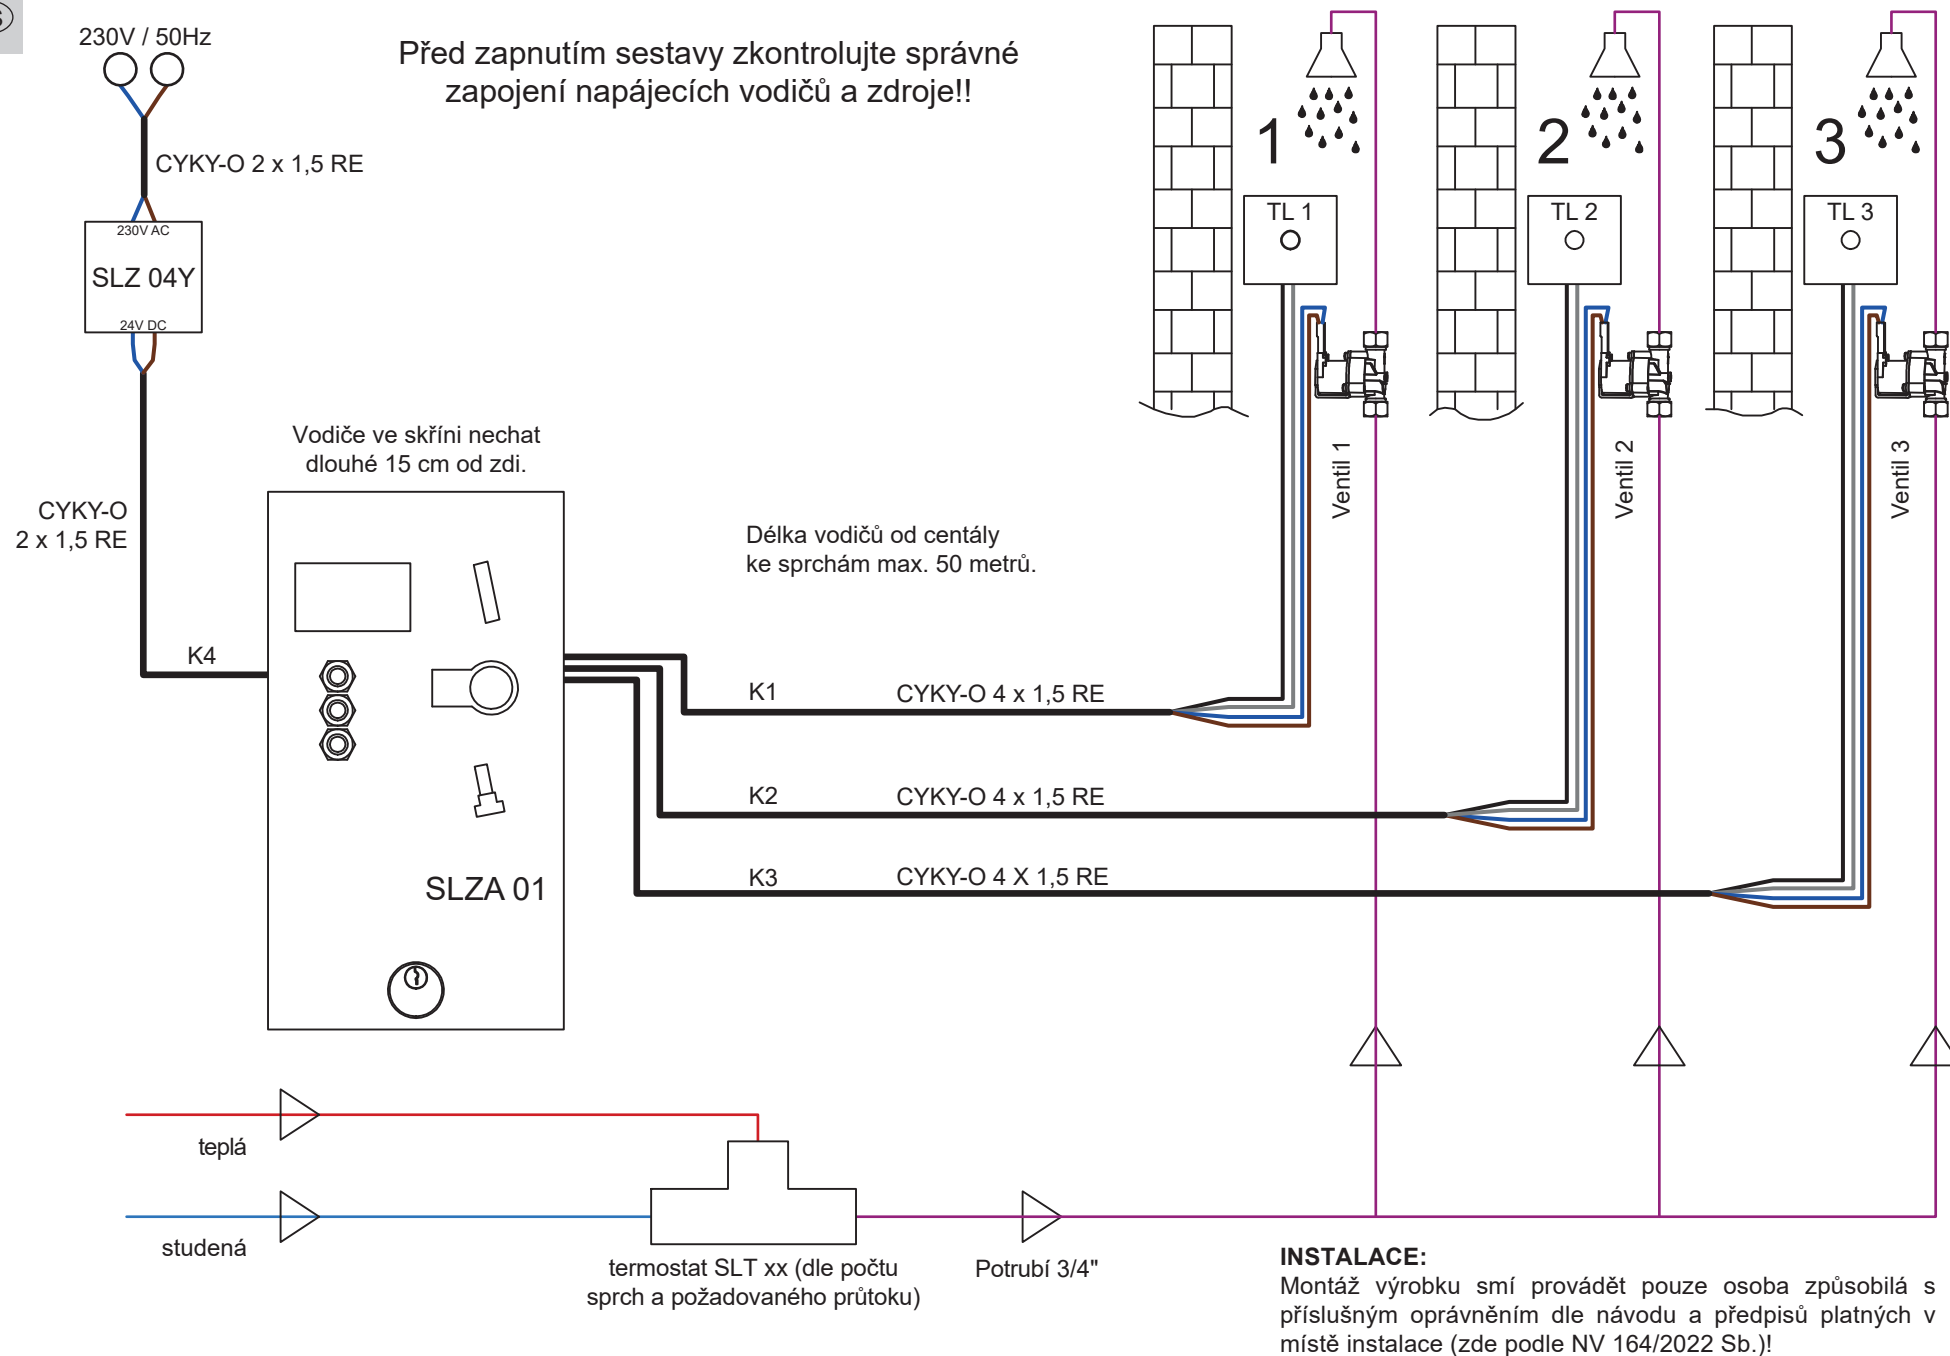 230V / 50Hz
Před zapnutím sestavy zkontrolujte správné
zapojení napájecích vodičů a zdroje!!
CYKY-O 2 x 1,5 RE
230V AC
SLZ 04Y
24V DC
1
2
3
TL 1
TL 2
TL 3
Vodiče ve skříni nechat
dlouhé 15 cm od zdi.
Ventil 1
Ventil 2
Ventil 3
CYKY-O
2 x 1,5 RE
Délka vodičů od centály
ke sprchám max. 50 metrů.
K4
K1
CYKY-O 4 x 1,5 RE
K2
CYKY-O 4 x 1,5 RE
K3
CYKY-O 4 X 1,5 RE
SLZA 01
teplá
studená
termostat SLT xx (dle počtu
sprch a požadovaného průtoku)
Potrubí 3/4"
INSTALACE:
Montáž výrobku smí provádět pouze osoba způsobilá s
příslušným oprávněním dle návodu a předpisů platných v
místě instalace (zde podle NV 164/2022 Sb.)!